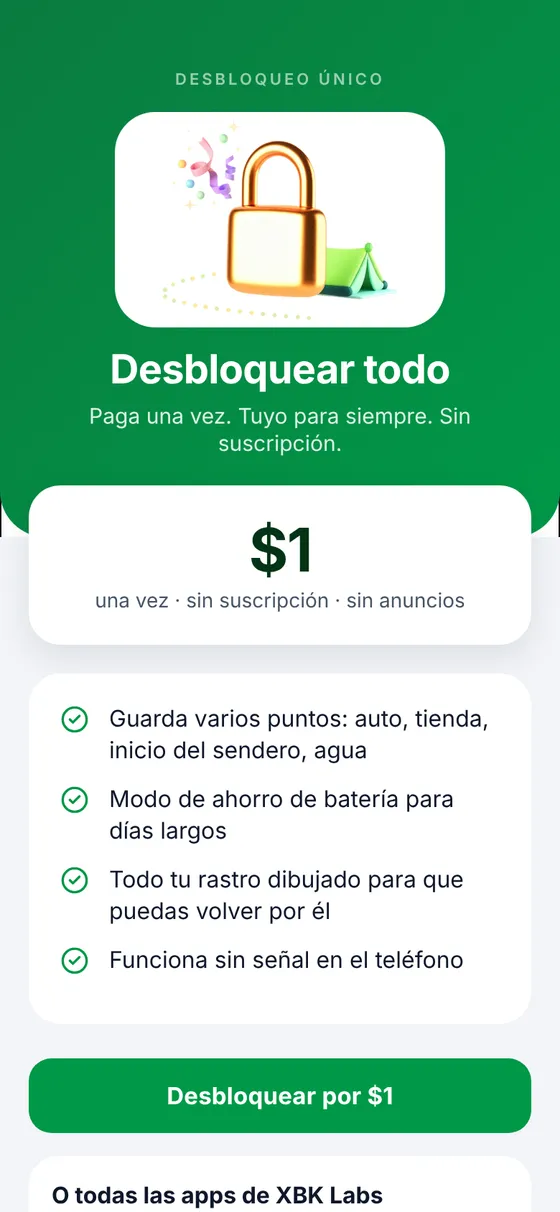 DESBLOQUEO ÚNICO
Desbloquear todo
Paga una vez. Tuyo para siempre. Sin
suscripción.
$1
una vez · sin suscripción · sin anuncios
Guarda varios puntos: auto, tienda,
inicio del sendero, agua
Modo de ahorro de batería para
días largos
Todo tu rastro dibujado para que
puedas volver por él
Funciona sin señal en el teléfono
Desbloquear por $1
O todas las apps de XBK Labs